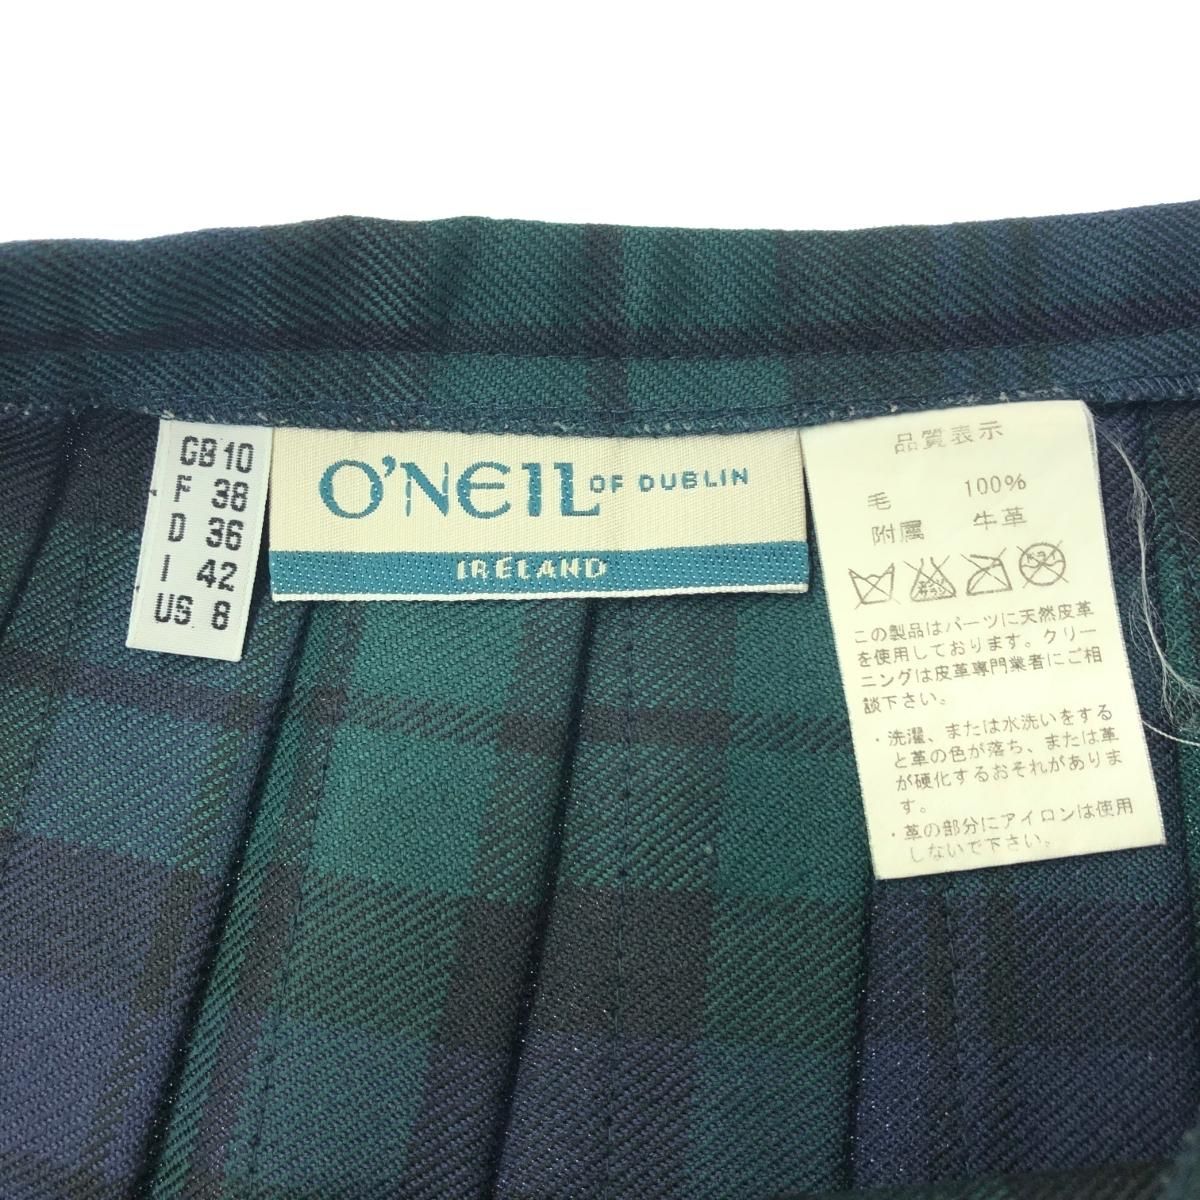 GB 10
F 38
D 36
I 42
US 8
O'NEIL OF DUBLIN
IRELAND
品質表示
毛 100%
附属 牛革
ドライ
この製品はパーツに天然皮革
を使用しております。クリー
ニングは皮革専門業者にご相
談下さい。
・洗濯、または水洗いをする
と革の色が落ち、または革
が硬化するおそれがありま
す。
・革の部分にアイロンは使用
しないで下さい。